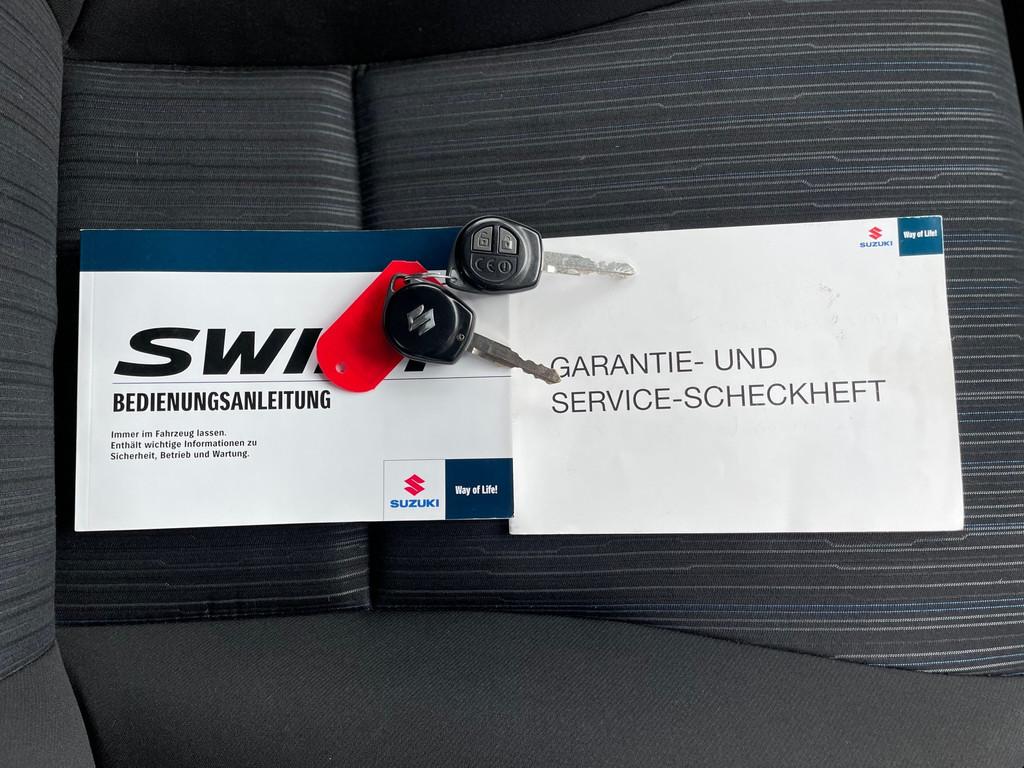 SWIFT
BEDIENUNGSANLEITUNG
Immer im Fahrzeug lassen.
Enthält wichtige Informationen zu
Sicherheit, Betrieb und Wartung.
SUZUKI
Way of Life!
SUZUKI
Way of Life!
GARANTIE- UND
SERVICE-SCHECKHEFT